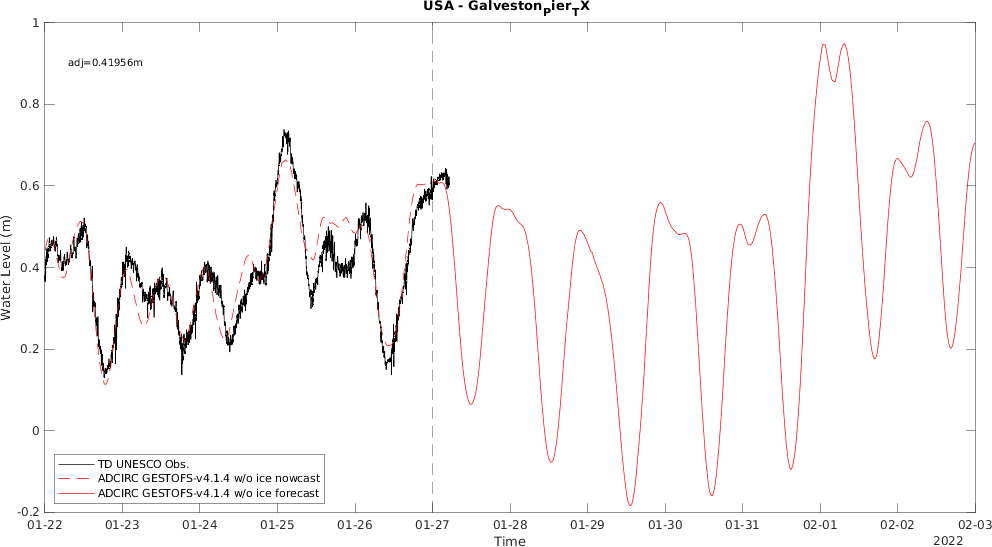 USA - GalvestonPierTX
adj=0.41956m
1
0.8
0.6
0.4
0.2
0
-0.2
Water Level (m)
TD UNESCO Obs.
ADCIRC GESTOFS-v4.1.4 w/o ice nowcast
ADCIRC GESTOFS-v4.1.4 w/o ice forecast
01-22 01-23 01-24 01-25 01-26 01-27 01-28 01-29 01-30 01-31 02-01 02-02 02-03
Time
2022